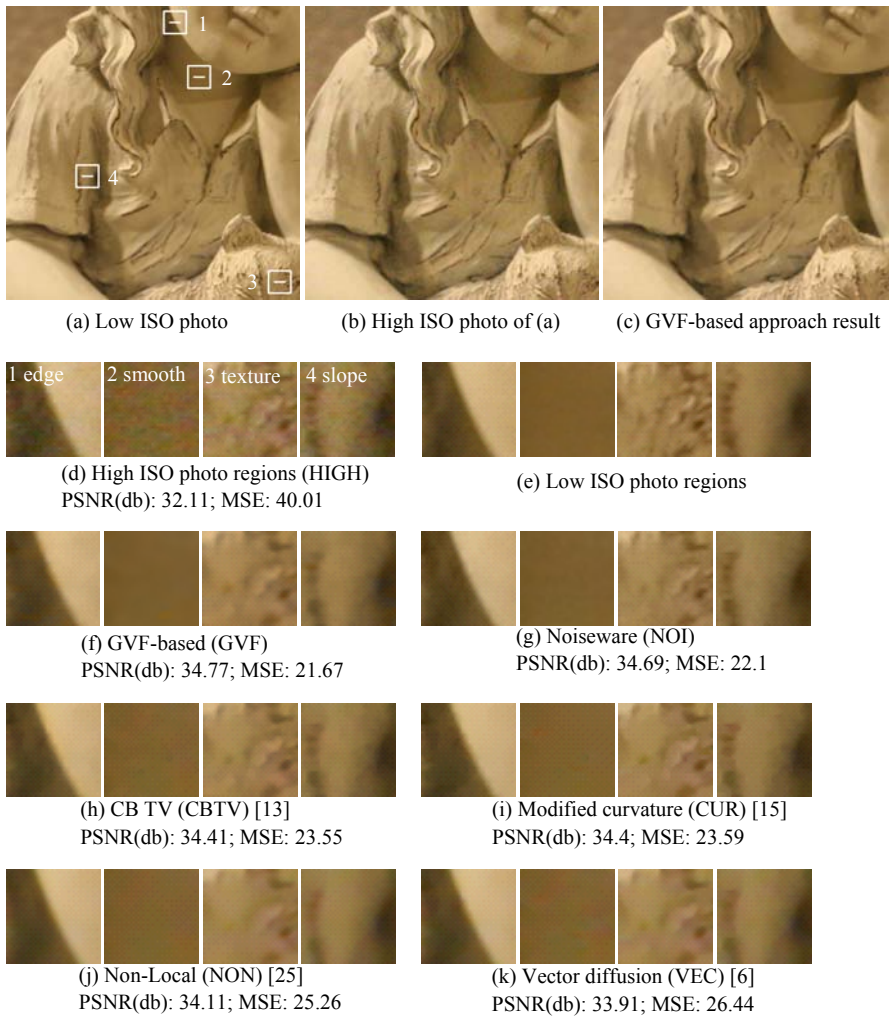 1
2
4
3
(a) Low ISO photo
(b) High ISO photo of (a)
(c) GVF-based approach result
1 edge
2 smooth
3 texture
4 slope
(d) High ISO photo regions (HIGH)
PSNR(db): 32.11; MSE: 40.01
(e) Low ISO photo regions
(f) GVF-based (GVF)
PSNR(db): 34.77; MSE: 21.67
(g) Noiseware (NOI)
PSNR(db): 34.69; MSE: 22.1
(h) CB TV (CBTV) [13]
PSNR(db): 34.41; MSE: 23.55
(i) Modified curvature (CUR) [15]
PSNR(db): 34.4; MSE: 23.59
(j) Non-Local (NON) [25]
PSNR(db): 34.11; MSE: 25.26
(k) Vector diffusion (VEC) [6]
PSNR(db): 33.91; MSE: 26.44